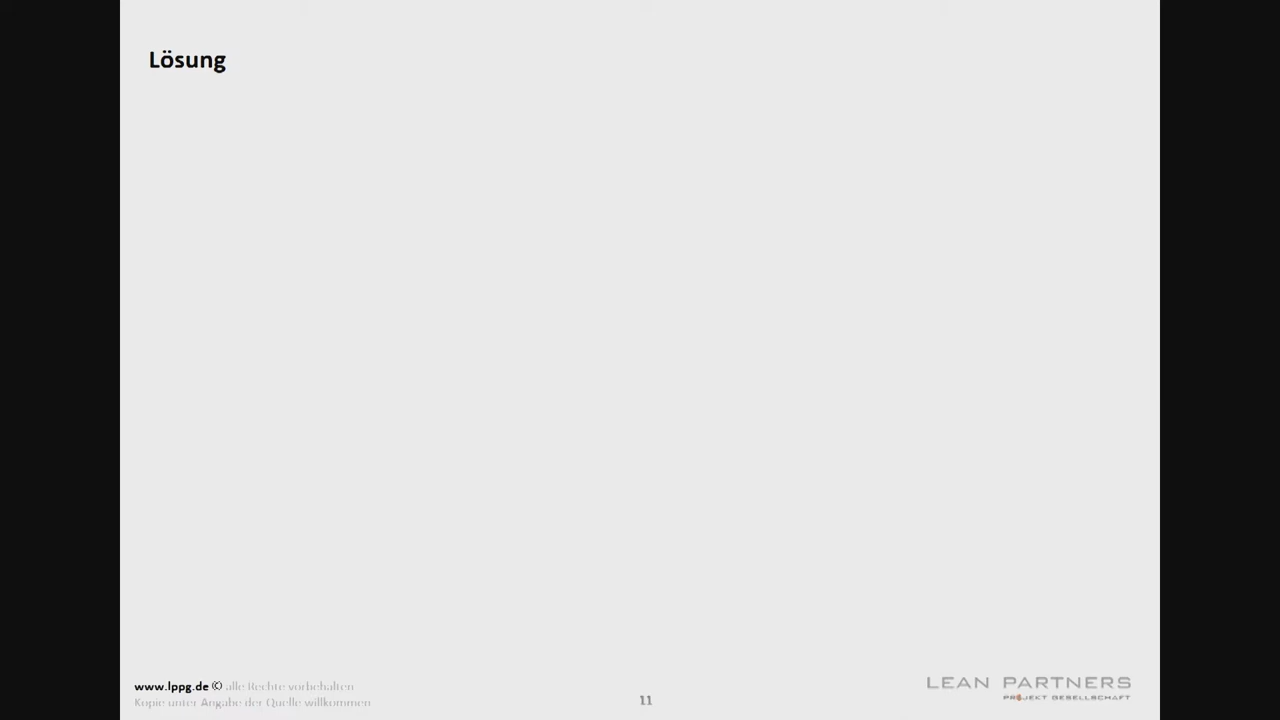 Lösung
www.lppg.de © alle Rechte vorbehalten
Kopie unter Angabe der Quelle willkommen
11
LEAN PARTNERS
PROJEKT GESELLSCHAFT